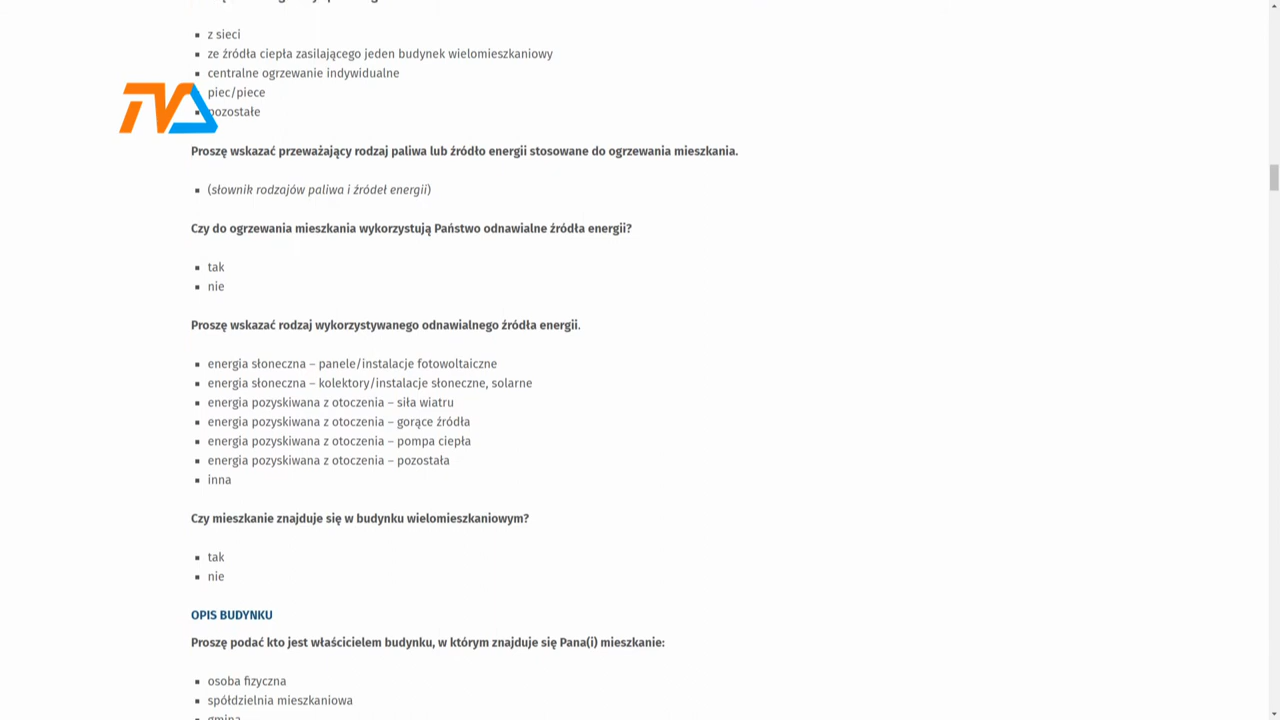 z sieci
ze źródła ciepła zasilającego jeden budynek wielomieszkaniowy
centralne ogrzewanie indywidualne
piec/piece
pozostałe
TV
Proszę wskazać przeważający rodzaj paliwa lub źródło energii stosowane do ogrzewania mieszkania.
(słownik rodzajów paliwa i źródeł energii)
Czy do ogrzewania mieszkania wykorzystują Państwo odnawialne źródła energii?
tak
nie
Proszę wskazać rodzaj wykorzystywanego odnawialnego źródła energii.
energia słoneczna – panele/instalacje fotowoltaiczne
energia słoneczna – kolektory/instalacje słoneczne, solarne
energia pozyskiwana z otoczenia – siła wiatru
energia pozyskiwana z otoczenia – gorące źródła
energia pozyskiwana z otoczenia – pompa ciepła
energia pozyskiwana z otoczenia – pozostała
inna
Czy mieszkanie znajduje się w budynku wielomieszkaniowym?
tak
nie
OPIS BUDYNKU
Proszę podać kto jest właścicielem budynku, w którym znajduje się Pana(i) mieszkanie:
osoba fizyczna
spółdzielnia mieszkaniowa
gmina